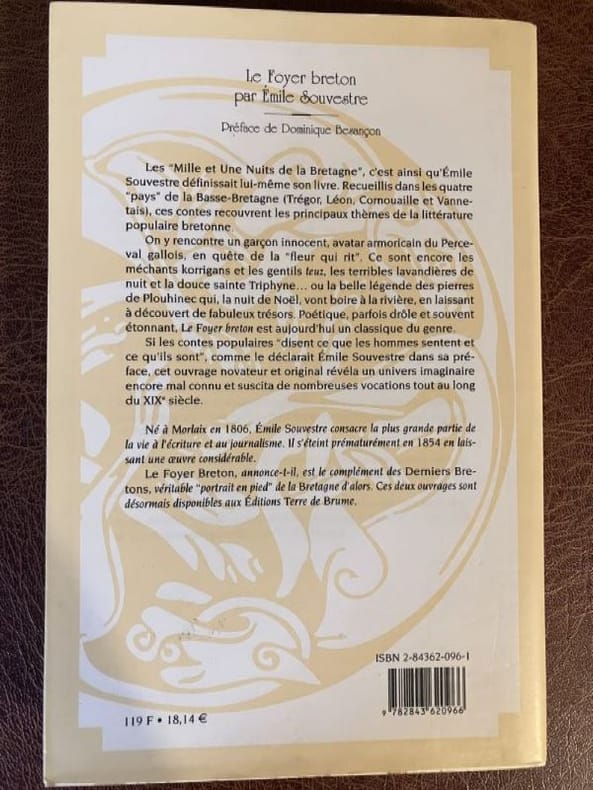 Le Foyer breton
par Émile Souvestre
Préface de Dominique Besançon
Les "Mille et Une Nuits de la Bretagne", c'est ainsi qu'Émile
Souvestre définissait lui-même son livre. Recueillis dans les quatre
"pays" de la Basse-Bretagne (Trégor, Léon, Cornouaille et Vanne-
tais), ces contes recouvrent les principaux thèmes de la littérature
populaire bretonne
On y rencontre un garçon innocent, avatar armoricain du Perce-
val gallois, en quête de la "fleur qui rit". Ce sont encore les
méchants korrigans et les gentils teuz, les terribles lavandières de
nuit et la douce sainte Triphyne... ou la belle légende des pierres
de Plouhinec qui, la nuit de Noël, vont boire à la rivière, en laissant
à découvert de fabuleux trésors. Poétique, parfois drôle et souvent
étonnant, Le Foyer breton est aujourd'hui un classique du genre.
Si les contes populaires "disent ce que les hommes sentent et
ce qu'ils sont", comme le déclarait Émile Souvestre dans sa pré-
face, cet ouvrage novateur et original révéla un univers imaginaire
encore mal connu et suscita de nombreuses vocations tout au long
du XIXe siècle.
Né à Morlaix en 1806, Émile Souvestre consacre la plus grande partie de
la vie à l'écriture et au journalisme. Il s'éteint prématurément en 1854 en lais-
sant une œuvre considérable.
Le Foyer Breton, annonce-t-il, est le complément des Derniers Bre-
tons, véritable "portrait en pied" de la Bretagne d'alors. Ces deux ouvrages sont
désormais disponibles aux Éditions Terre de Brume.
ISBN 2-84362-096-1
9 782843 620966
119 F • 18,14 €